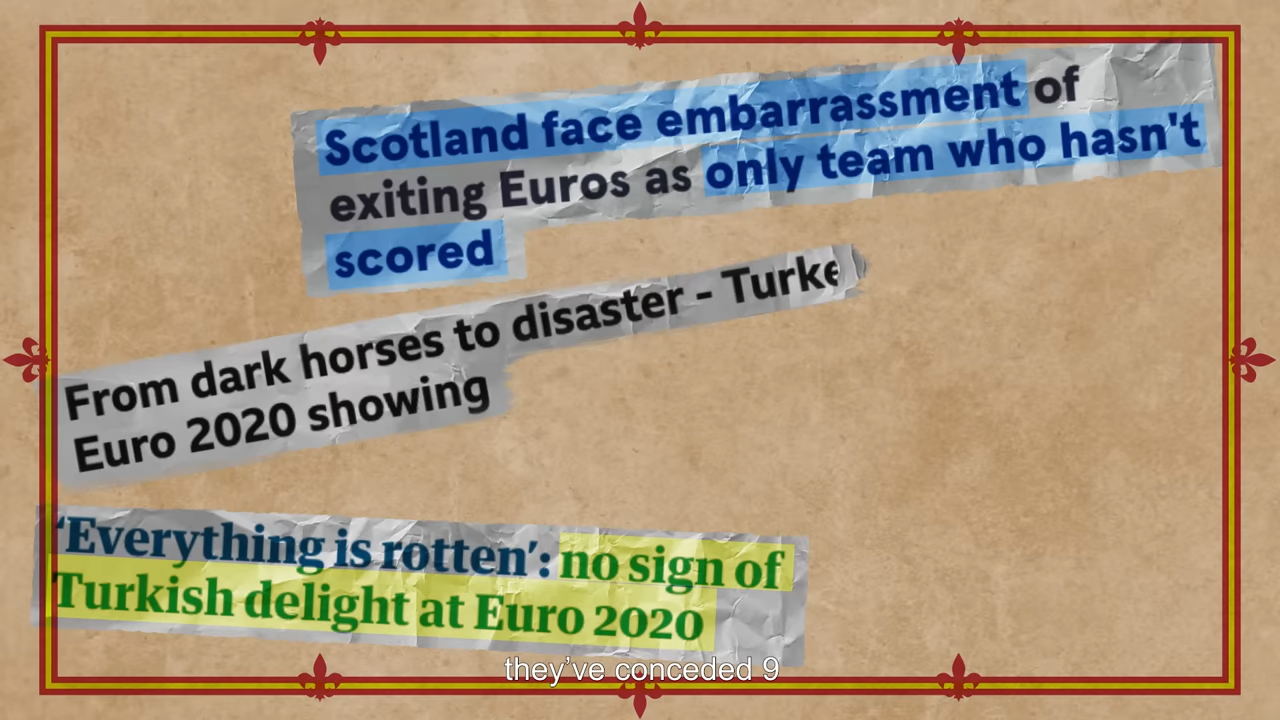 Scotland face embarrassment of
exiting Euros as only team who hasn't
scored
From dark horses to disaster - Turke
Euro 2020 showing
'Everything is rotten': no sign of
Turkish delight at Euro 2020
they've conceded 9